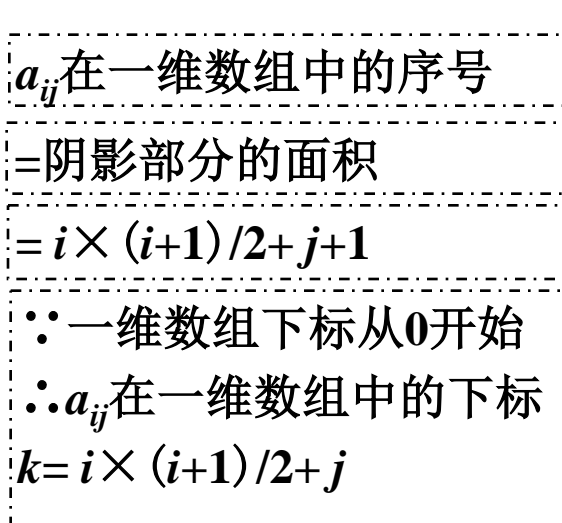 aij在一维数组中的序号
=阴影部分的面积
= i×(i+1)/2+ j+1
∵一维数组下标从0开始
∴aij在一维数组中的下标
k= i×(i+1)/2+ j